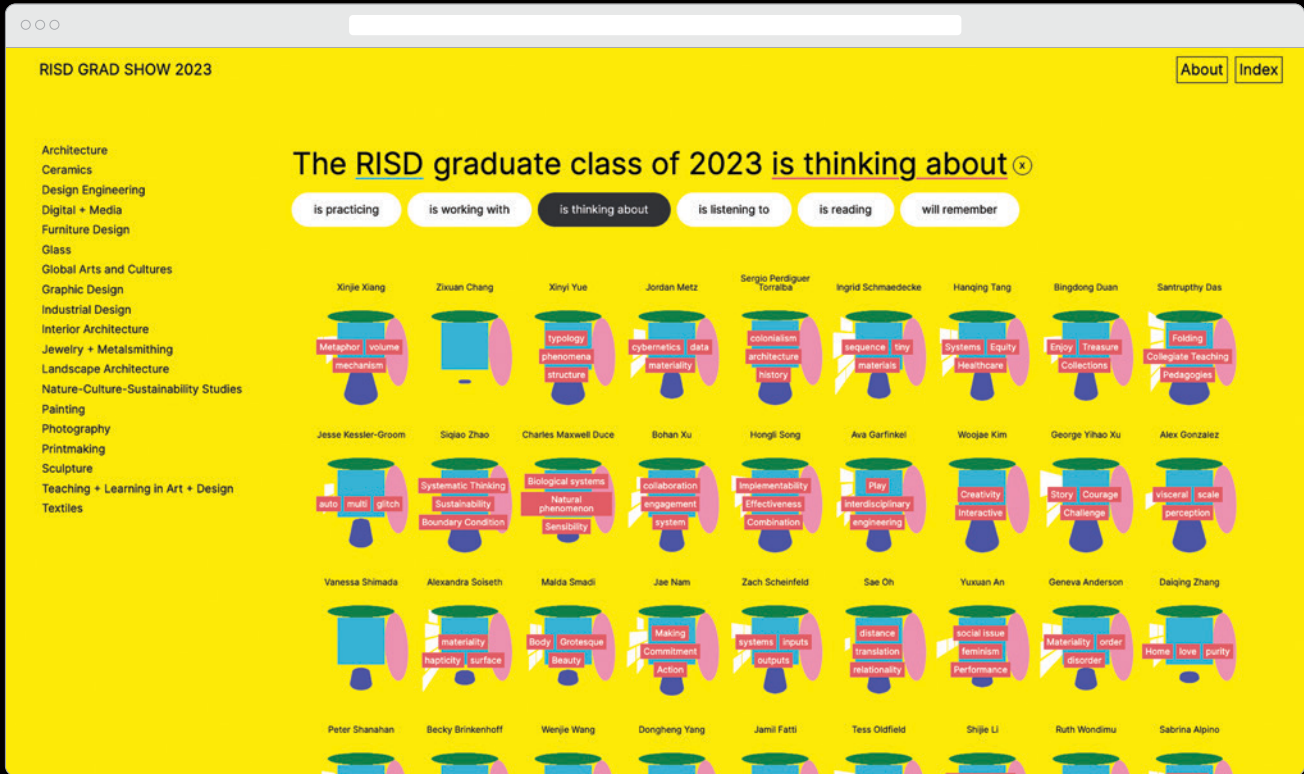 RISD GRAD SHOW 2023
About Index
Architecture
Ceramics
Design Engineering
Digital + Media
Furniture Design
Glass
Global Arts and Cultures
Graphic Design
Industrial Design
Interior Architecture
Jewelry + Metalsmithing
Landscape Architecture
Nature-Culture-Sustainability Studies
Painting
Photography
Printmaking
Sculpture
Teaching + Learning in Art + Design
Textiles
The RISD graduate class of 2023 is thinking about x
is practicing is working with is thinking about is listening to is reading will remember
Xinjie Xiang
Metaphor volume
mechanism
Zixuan Chang
Xinyi Yue
typology
phenomena
structure
Jordan Metz
cybernetics data
materiality
Sergio Perdiguer
Torralba
colonialism
architecture
history
Ingrid Schmaedecke
sequence tiny
materials
Hanqing Tang
Systems Equity
Healthcare
Bingdong Duan
Enjoy Treasure
Collections
Santrupthy Das
Folding
Collegiate Teaching
Pedagogies
Jesse Kessler-Groom
auto multi glitch
Siqiao Zhao
Systematic Thinking
Sustainability
Boundary Condition
Charles Maxwell Duce
Biological systems
Natural
phenomenon
Sensibility
Bohan Xu
collaboration
engagement
system
Hongli Song
Implementability
Effectiveness
Combination
Ava Garfinkel
Play
interdisciplinary
engineering
Woojae Kim
Creativity
Interactive
George Yihao Xu
Story Courage
Challenge
Alex Gonzalez
visceral scale
perception
Vanessa Shimada
Alexandra Soiseth
materiality
hapticity surface
Maida Smadi
Body Grotesque
Beauty
Jae Nam
Making
Commitment
Action
Zach Scheinfeld
systems inputs
outputs
Sae Oh
distance
translation
relationality
Yuxuan An
social issue
feminism
Performance
Geneva Anderson
Materiality order
disorder
Daiqing Zhang
Home love purity
Peter Shanahan
Becky Brinkenhoff
Wenjie Wang
Dongheng Yang
Jamil Fatti
Tess Oldfield
Shijie Li
Ruth Wondimu
Sabrina Alpino